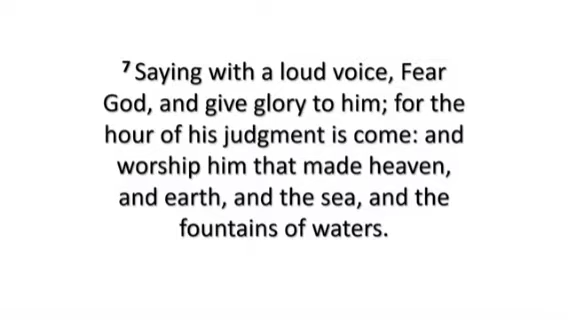 7 Saying with a loud voice, Fear
God, and give glory to him; for the
hour of his judgment is come: and
worship him that made heaven,
and earth, and the sea, and the
fountains of waters.